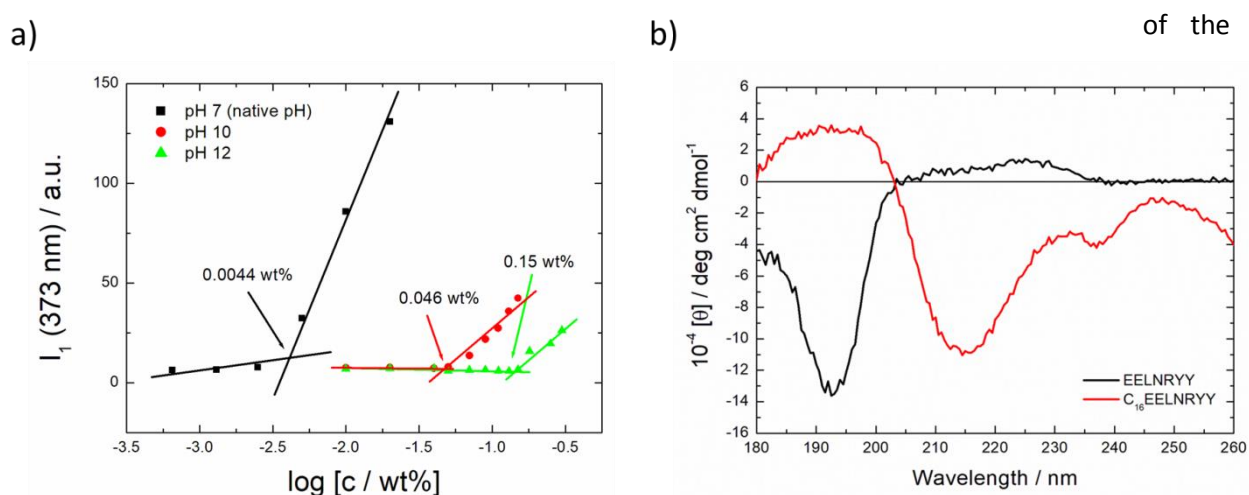 of the
a)
150
100
50
0
I₁ (373 nm) / a.u.
pH 7 (native pH)
pH 10
pH 12
0.0044 wt%
0.046 wt%
0.15 wt%
-3.5 -3.0 -2.5 -2.0 -1.5 -1.0 -0.5
log [c / wt%]
b)
6
4
2
0
-2
-4
-6
-8
-10
-12
-14
-16
10⁻⁴ [θ] / deg cm² dmol⁻¹
EELNRYY
C₁₆EELNRYY
180 190 200 210 220 230 240 250 260
Wavelength / nm